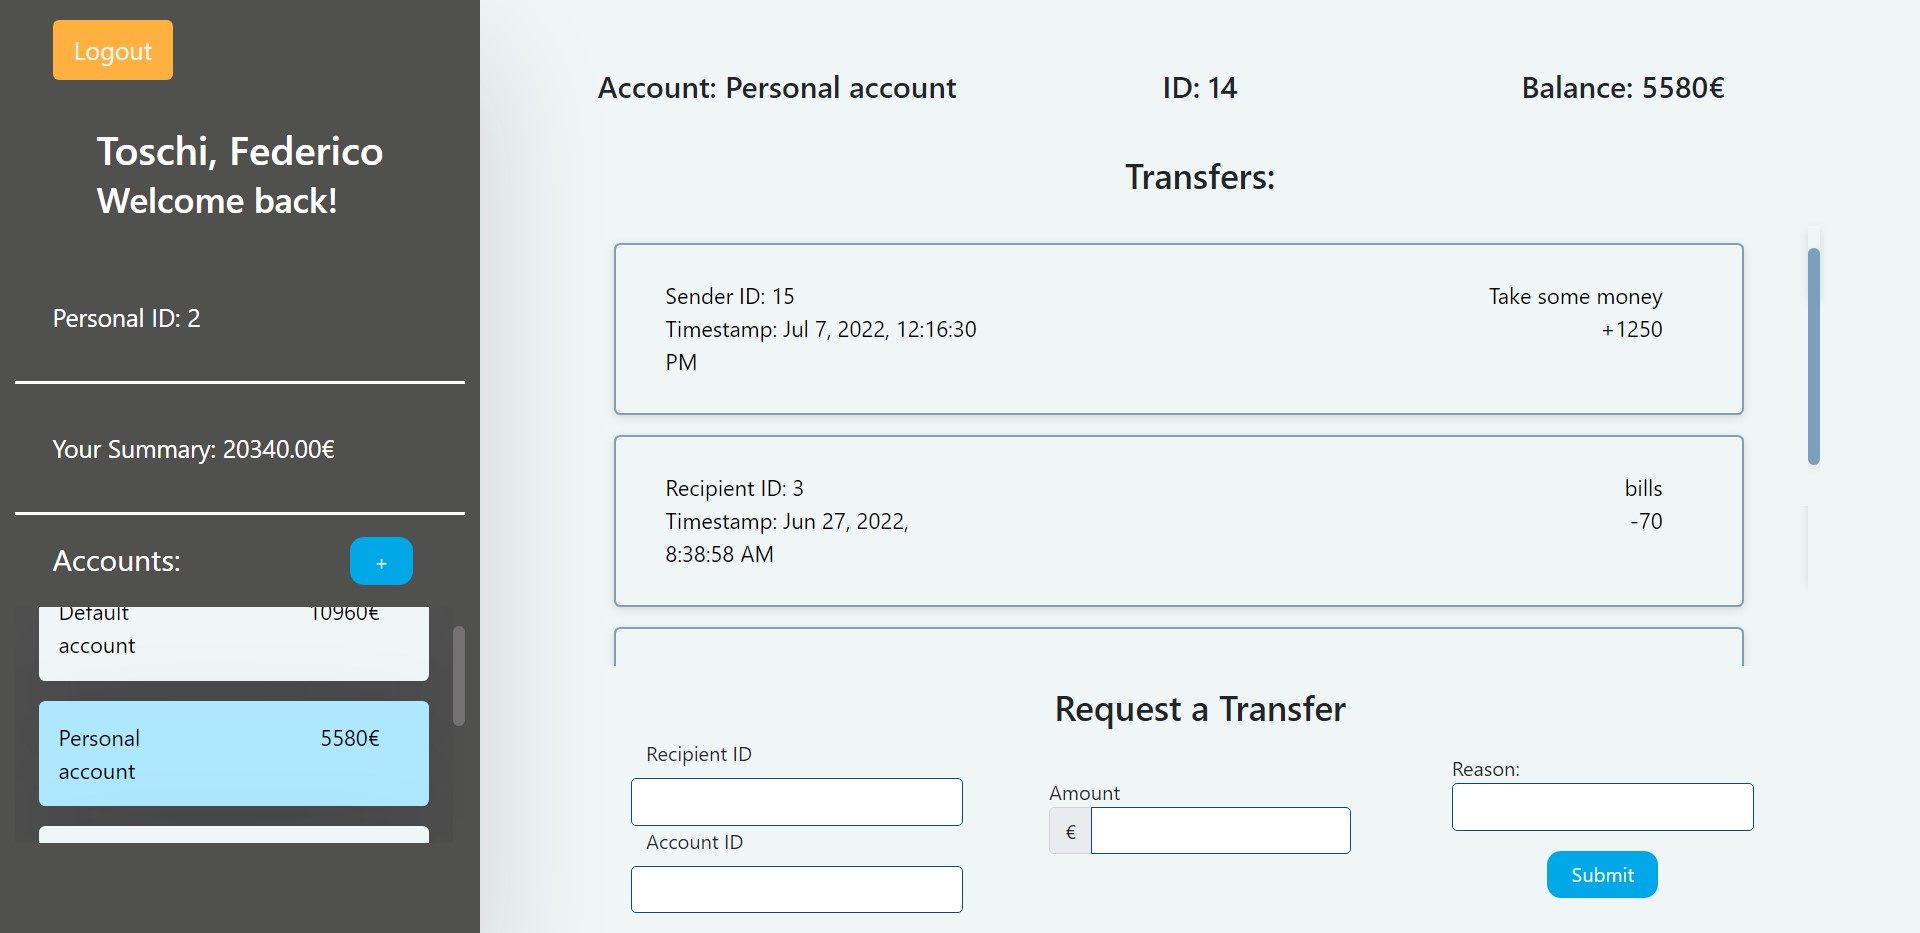 Logout
Toschi, Federico
Welcome back!
Personal ID: 2
Your Summary: 20340.00€
Accounts:
+
Default 10960€
account
Personal 5580€
account
Account: Personal account ID: 14 Balance: 5580€
Transfers:
Sender ID: 15 Take some money
Timestamp: Jul 7, 2022, 12:16:30 +1250
PM
Recipient ID: 3 bills
Timestamp: Jun 27, 2022, -70
8:38:58 AM
Request a Transfer
Recipient ID
Account ID
Amount
€
Reason:
Submit